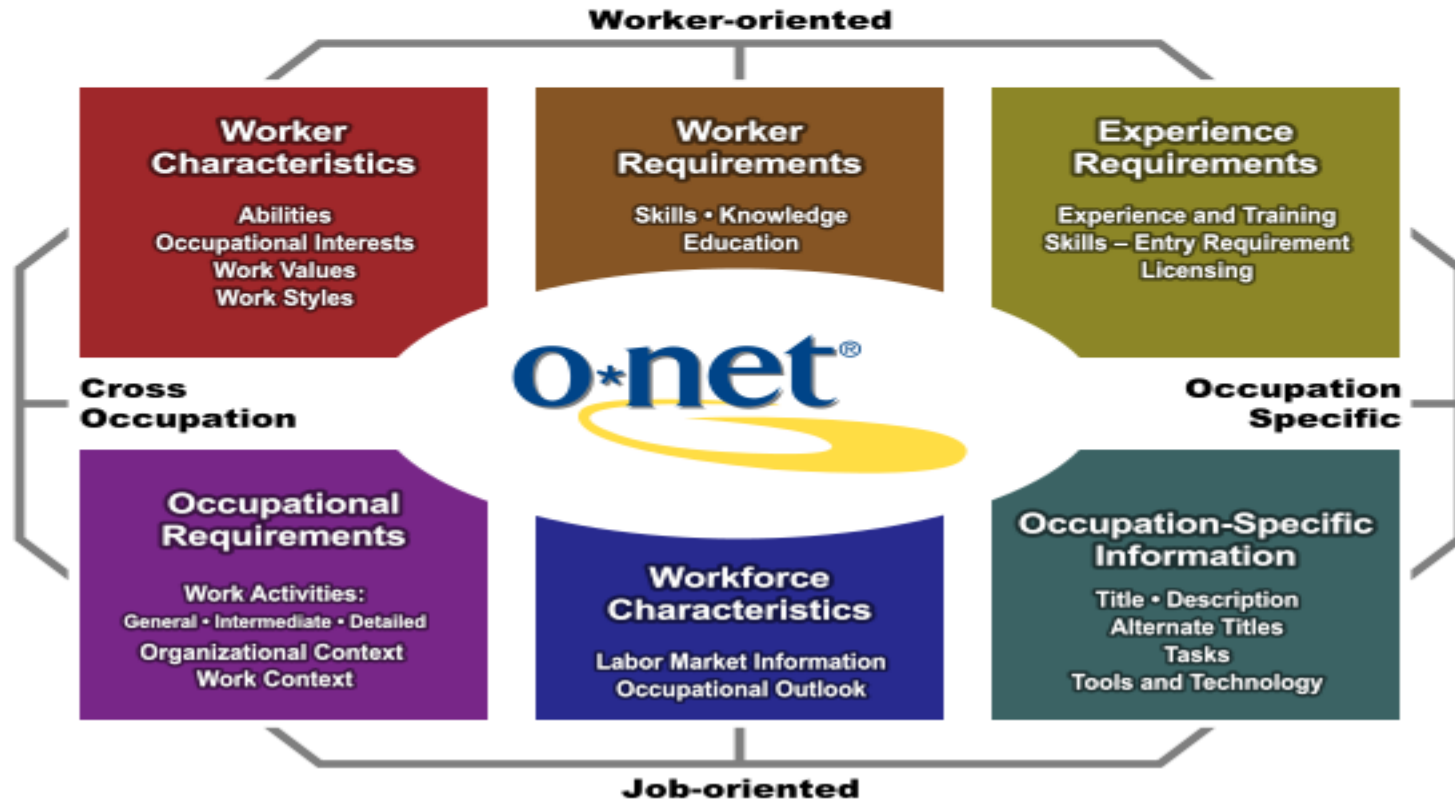 Worker-oriented
Worker
Characteristics
Abilities
Occupational Interests
Work Values
Work Styles
Worker
Requirements
Skills • Knowledge
Education
Experience
Requirements
Experience and Training
Skills – Entry Requirement
Licensing
Cross
Occupation
o*net®
Occupation
Specific
Occupational
Requirements
Work Activities:
General • Intermediate • Detailed
Organizational Context
Work Context
Workforce
Characteristics
Labor Market Information
Occupational Outlook
Occupation-Specific
Information
Title • Description
Alternate Titles
Tasks
Tools and Technology
Job-oriented